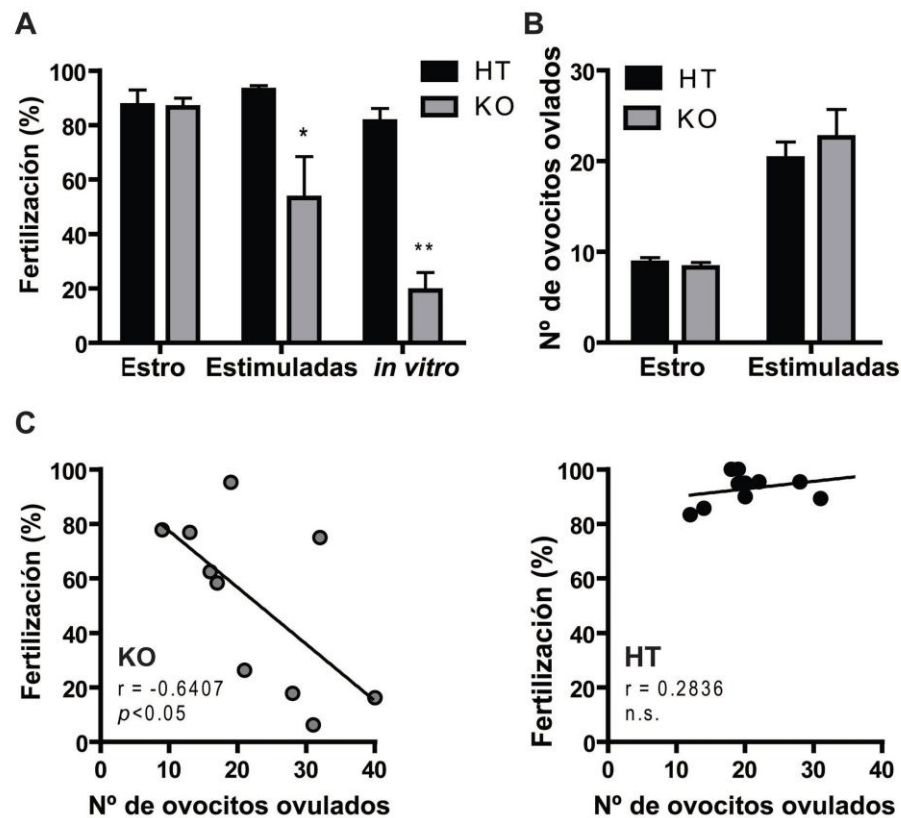 A
Fertilización (%)
100
80
60
40
20
0
HT
KO
*
**
Estro
Estimuladas
in vitro
B
Nº de ovocitos ovlados
30
20
10
0
HT
KO
Estro
Estimuladas
C
Fertilización (%)
100
80
60
40
20
0
KO
r = -0.6407
p<0.05
0
10
20
30
40
Nº de ovocitos ovulados
Fertilización (%)
100
80
60
40
20
0
HT
r = 0.2836
n.s.
0
10
20
30
40
Nº de ovocitos ovulados